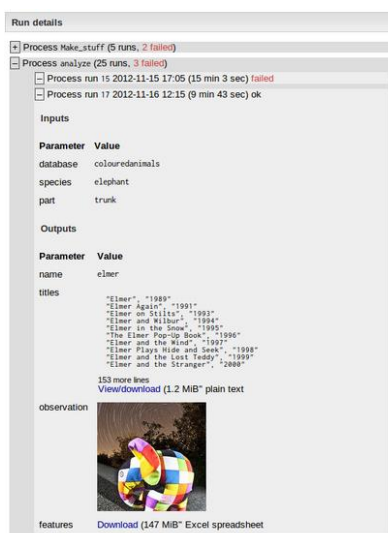 Run details
+ Process Make_stuff (5 runs, 2 failed)
– Process analyze (25 runs, 3 failed)
– Process run 15 2012-11-15 17:05 (15 min 3 sec) failed
– Process run 17 2012-11-16 12:15 (9 min 43 sec) ok
Inputs
Parameter Value
database colouredanimals
species elephant
part trunk
Outputs
Parameter Value
name elmer
titles
"Elmer", "1989"
"Elmer Again", "1991"
"Elmer on Stilts", "1993"
"Elmer and Wilbur", "1994"
"Elmer in the Snow", "1995"
"The Elmer Pop-Up Book", "1996"
"Elmer and the Wind", "1997"
"Elmer Plays Hide and Seek", "1998"
"Elmer and the Lost Teddy", "1999"
"Elmer and the Stranger", "2000"
153 more lines
View/download (1.2 MiB" plain text
observation
features Download (147 MiB" Excel spreadsheet